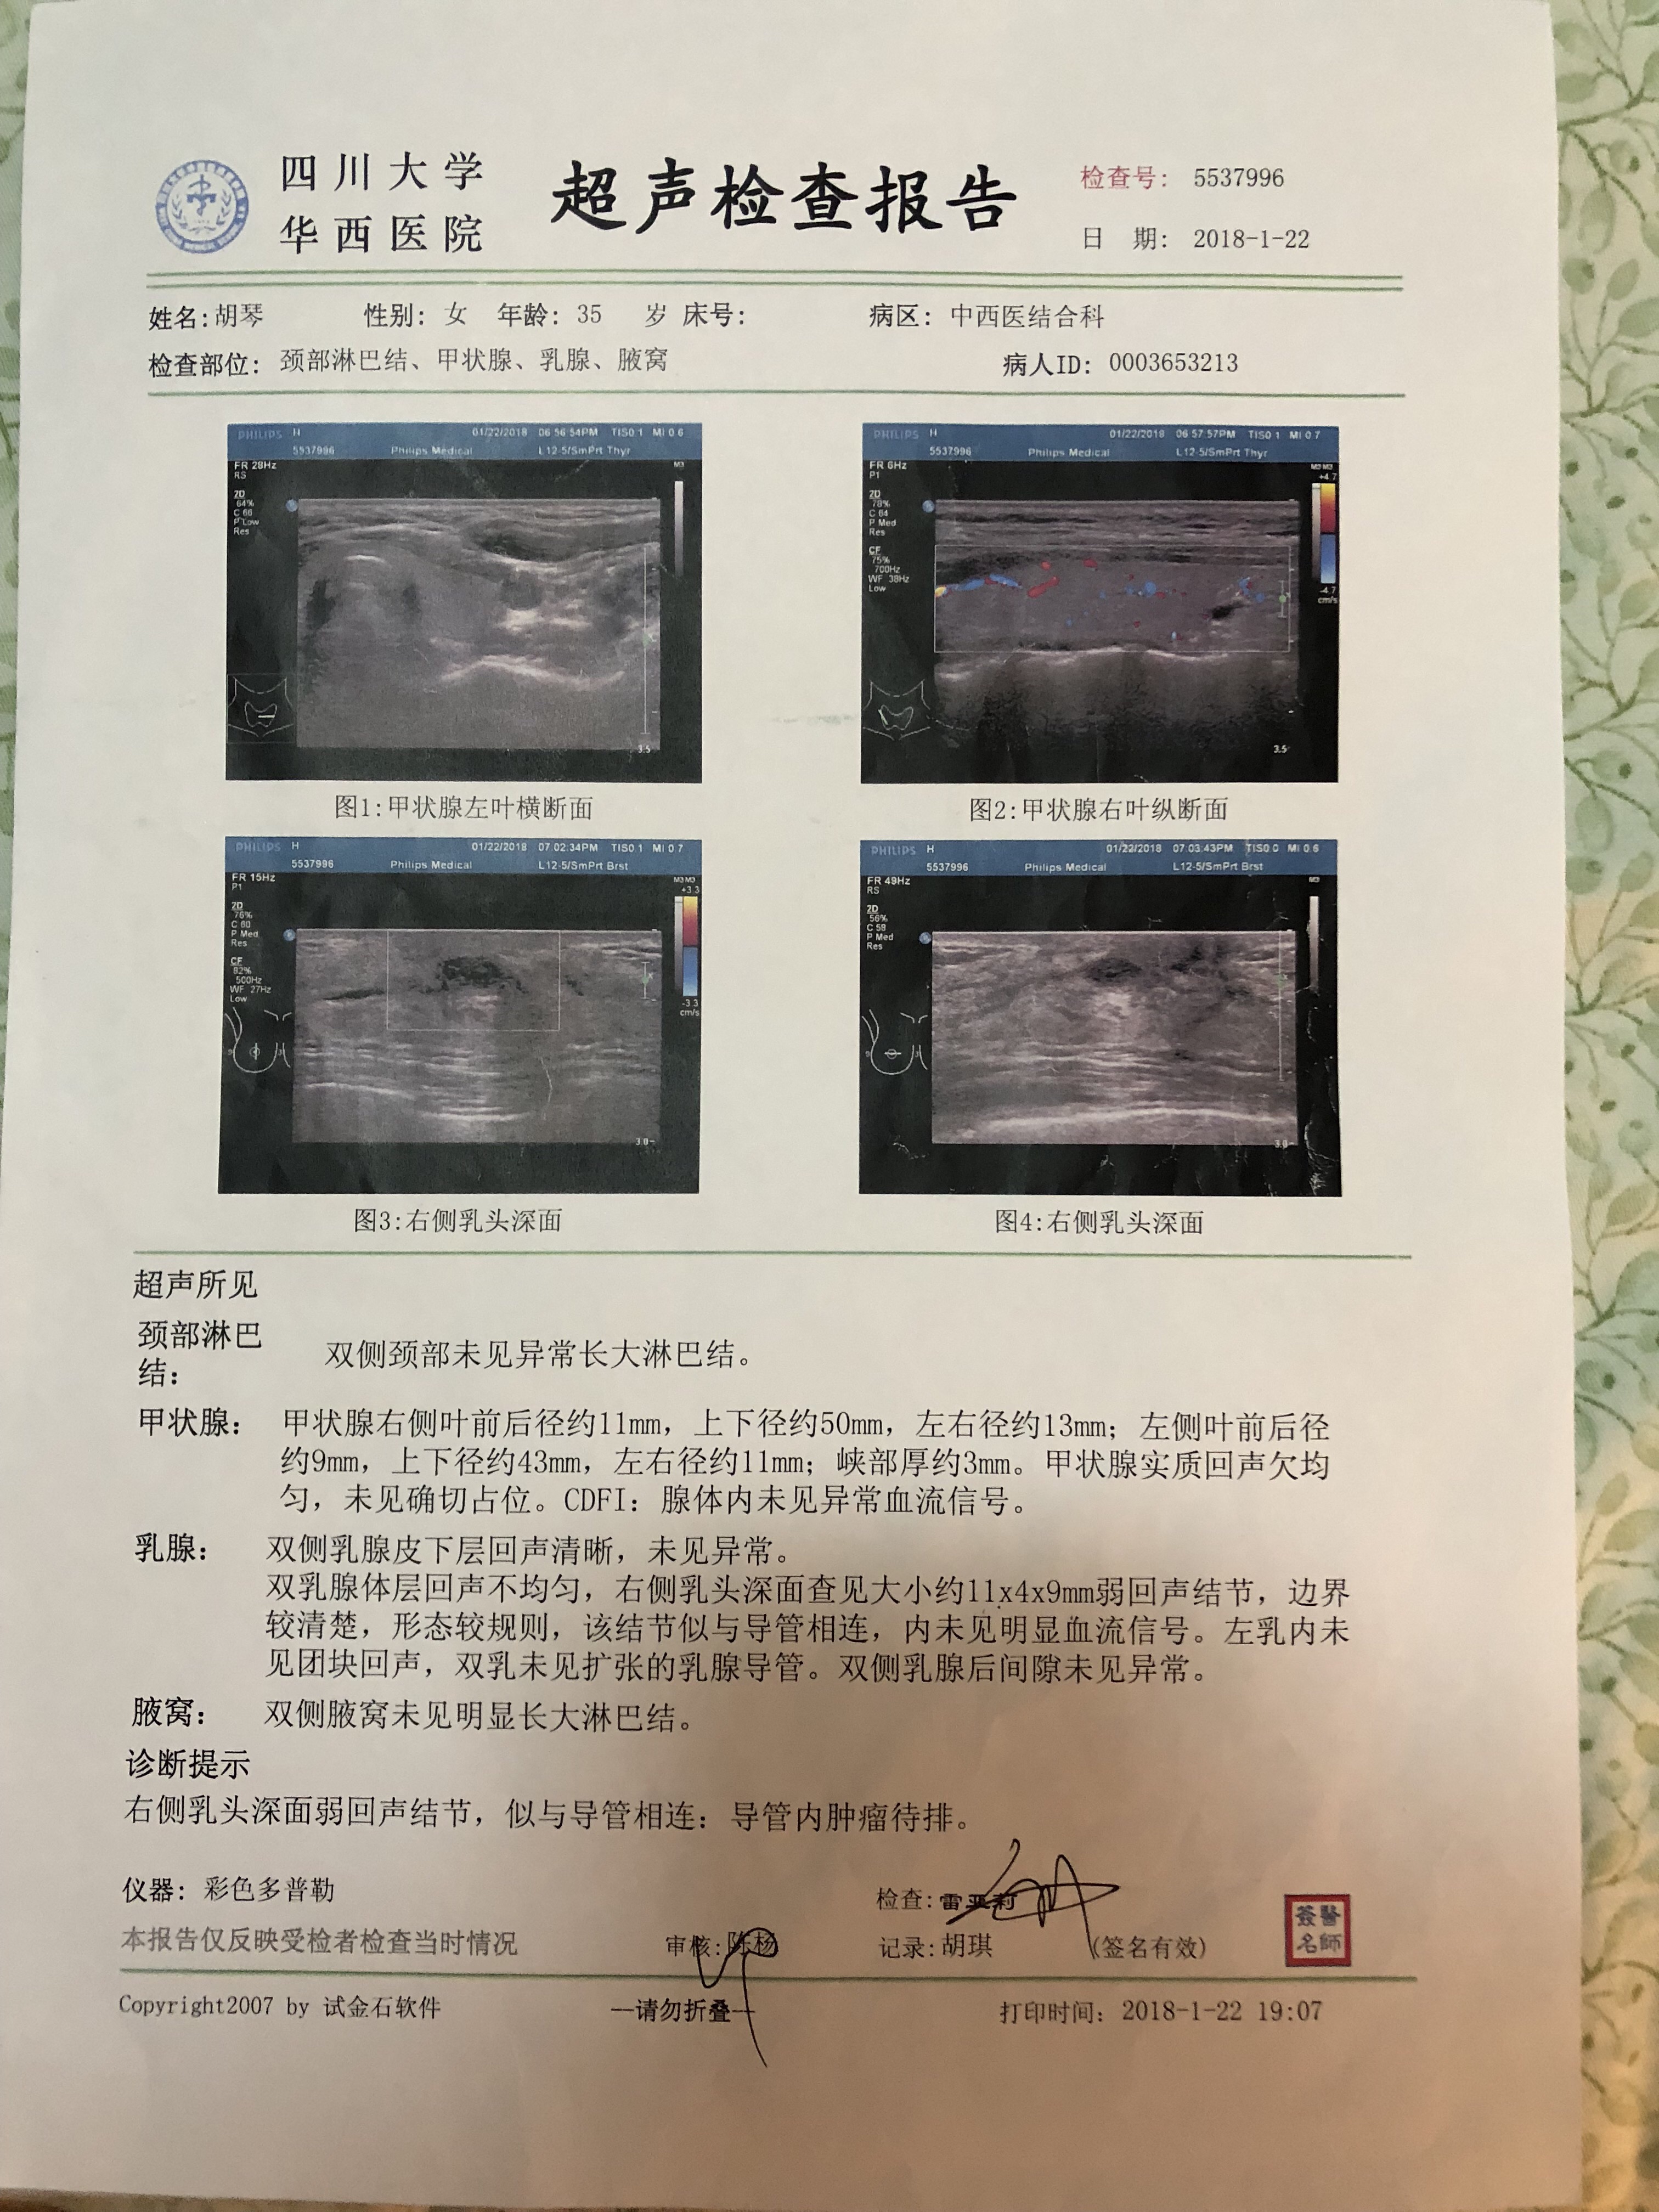 四川大学
华西医院
超声检查报告
检查号: 5537996
日 期: 2018-1-22
姓名:胡琴 性别: 女 年龄: 35 岁 床号: 病区: 中西医结合科
检查部位: 颈部淋巴结、甲状腺、乳腺、腋窝 病人ID: 0003653213
PHILIPS H 01/22/2018 06:56:54PM TIS0.1 MI 0.6
5537996 Philips Medical L12-5/SmPrt Thyr
FR 28Hz
RS
2D
64%
C 66
P Low
Res
M3
3.5
图1:甲状腺左叶横断面
PHILIPS H 01/22/2018 06:57:57PM TIS0.1 MI 0.7
5537996 Philips Medical L12-5/SmPrt Thyr
FR 6Hz
P1
2D
78%
C 64
P Med
Res
CF
75%
700Hz
WF 38Hz
Low
M3 M3
+4.7
-4.7
cm/s
3.5
图2:甲状腺右叶纵断面
PHILIPS H 01/22/2018 07:02:34PM TIS0.1 MI 0.7
5537996 Philips Medical L12-5/SmPrt Brst
FR 15Hz
P1
2D
76%
C 60
P Med
Res
CF
82%
500Hz
WF 27Hz
Low
M3 M3
+3.3
-3.3
cm/s
3.0
图3:右侧乳头深面
PHILIPS H 01/22/2018 07:03:43PM TIS0.0 MI 0.6
5537996 Philips Medical L12-5/SmPrt Brst
FR 49Hz
RS
2D
56%
C 58
P Med
Res
M3
3.0
图4:右侧乳头深面
超声所见
颈部淋巴
结: 双侧颈部未见异常长大淋巴结。
甲状腺: 甲状腺右侧叶前后径约11mm，上下径约50mm，左右径约13mm；左侧叶前后径
约9mm，上下径约43mm，左右径约11mm；峡部厚约3mm。甲状腺实质回声欠均
匀，未见确切占位。CDFI：腺体内未见异常血流信号。
乳腺: 双侧乳腺皮下层回声清晰，未见异常。
双乳腺体层回声不均匀，右侧乳头深面查见大小约11x4x9mm弱回声结节，边界
较清楚，形态较规则，该结节似与导管相连，内未见明显血流信号。左乳内未
见团块回声，双乳未见扩张的乳腺导管。双侧乳腺后间隙未见异常。
腋窝: 双侧腋窝未见明显长大淋巴结。
诊断提示
右侧乳头深面弱回声结节，似与导管相连：导管内肿瘤待排。
仪器: 彩色多普勒 检查:雷亚莉
本报告仅反映受检者检查当时情况 审核:陈杨 记录:胡琪 (签名有效)
醫師簽名
Copyright2007 by 试金石软件 —请勿折叠— 打印时间: 2018-1-22 19:07